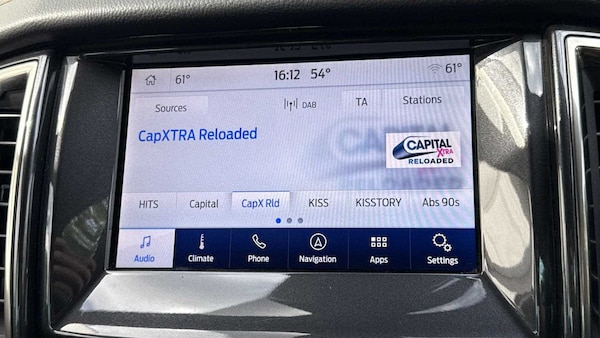 61° 16:12 54° 61°
Sources DAB TA Stations
CapXTRA Reloaded
CAPITAL
XTRA
RELOADED
HITS Capital CapX Rld KISS KISSTORY Abs 90s
Audio Climate Phone Navigation Apps Settings